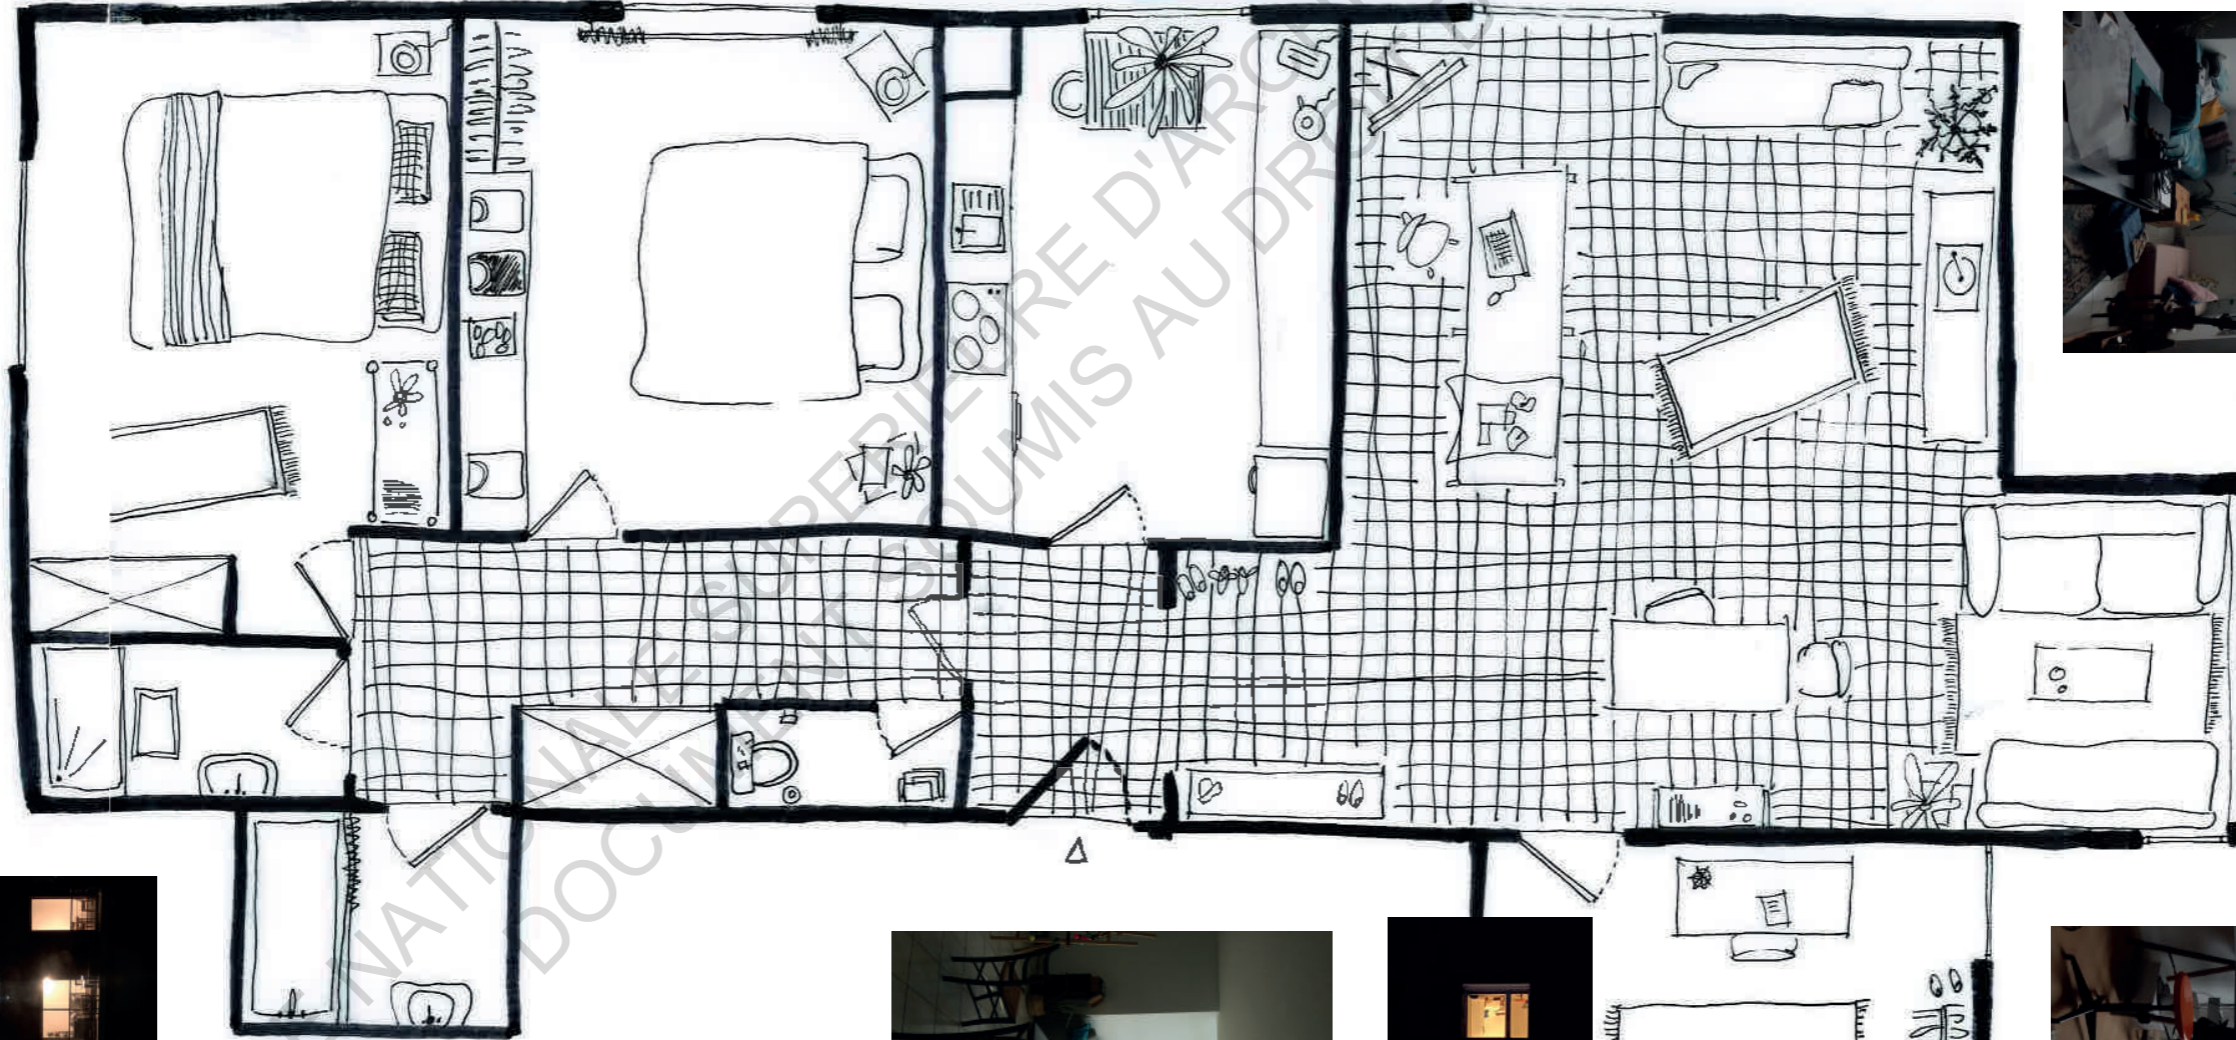 NATIONALE SUPERIEURE D'ARC
DOCUMENT SOUMIS AU DROIT D